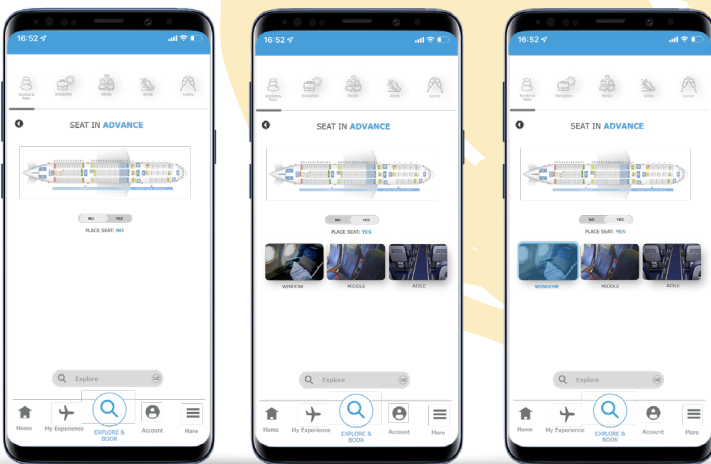 16:52
SEAT IN ADVANCE
NO YES
PLACE SEAT: NO
Explore
Home
My Experience
EXPLORE &
BOOK
Account
More
16:52
Family
SEAT IN ADVANCE
NO YES
PLACE SEAT: YES
WINDOW MIDDLE AISLE
Explore
Home
My Experience
EXPLORE &
BOOK
Account
More
16:52
Family
SEAT IN ADVANCE
NO YES
PLACE SEAT: YES
WINDOW MIDDLE AISLE
Explore
Home
My Experience
EXPLORE &
BOOK
Account
More